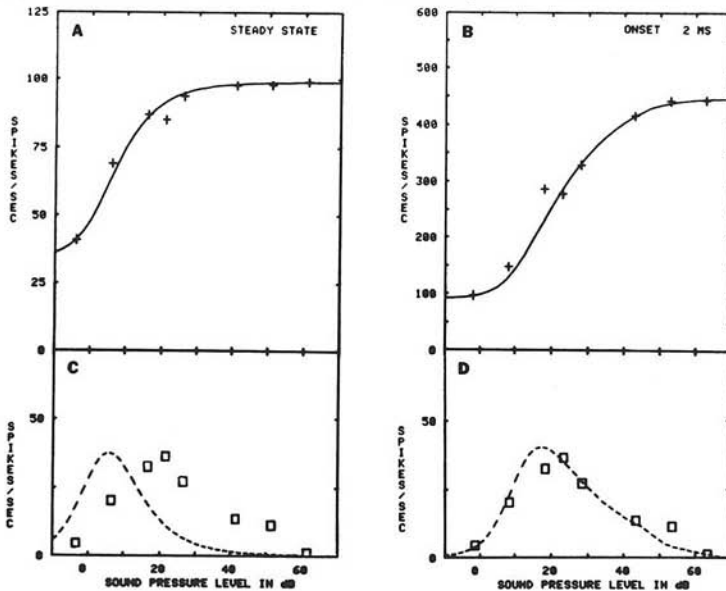 A STEADY STATE
125
100
75
50
25
0
SPIKES/SEC
B ONSET 2 MS
600
500
400
300
200
100
0
SPIKES/SEC
C
50
0
SPIKES/SEC
0 20 40 60
SOUND PRESSURE LEVEL IN dB
D
50
0
SPIKES/SEC
0 20 40 60
SOUND PRESSURE LEVEL IN dB